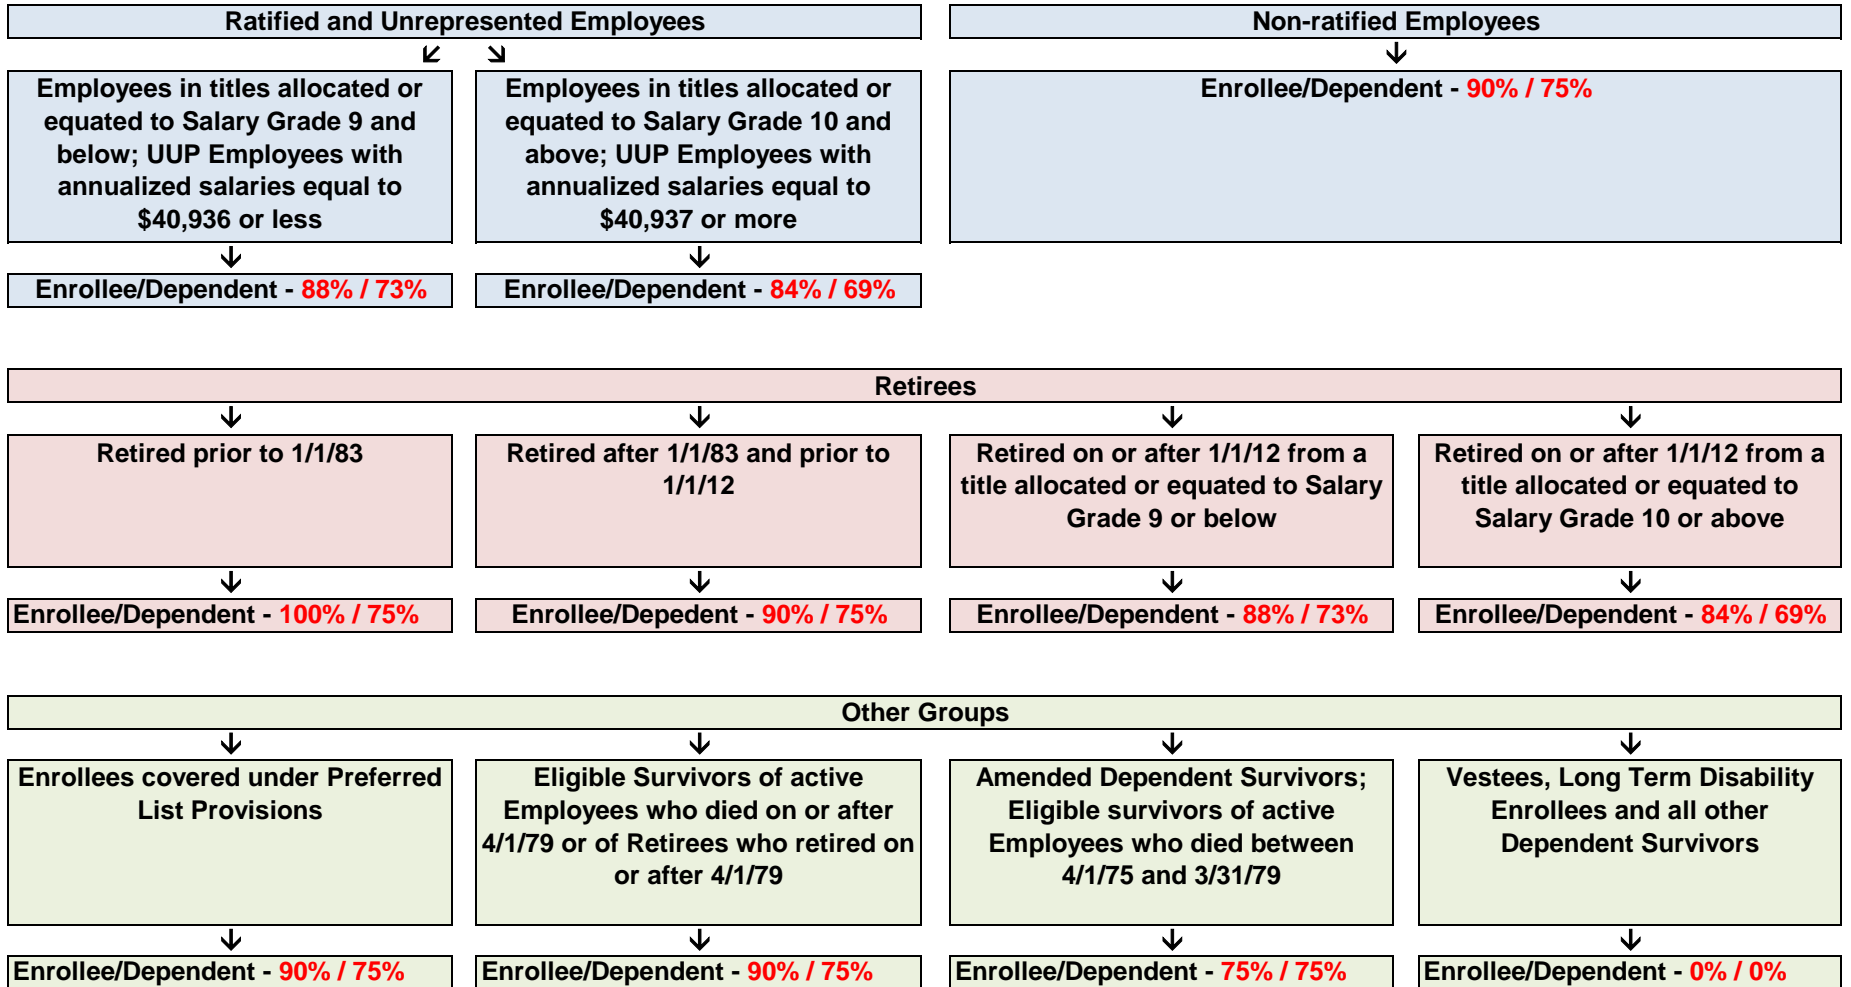 Ratified and Unrepresented Employees
Non-ratified Employees
Employees in titles allocated or
equated to Salary Grade 9 and
below; UUP Employees with
annualized salaries equal to
$40,936 or less
Employees in titles allocated or
equated to Salary Grade 10 and
above; UUP Employees with
annualized salaries equal to
$40,937 or more
Enrollee/Dependent - 90% / 75%
Enrollee/Dependent - 88% / 73%
Enrollee/Dependent - 84% / 69%
Retirees
Retired prior to 1/1/83
Retired after 1/1/83 and prior to
1/1/12
Retired on or after 1/1/12 from a
title allocated or equated to Salary
Grade 9 or below
Retired on or after 1/1/12 from a
title allocated or equated to
Salary Grade 10 or above
Enrollee/Dependent - 100% / 75%
Enrollee/Depedent - 90% / 75%
Enrollee/Dependent - 88% / 73%
Enrollee/Dependent - 84% / 69%
Other Groups
Enrollees covered under Preferred
List Provisions
Eligible Survivors of active
Employees who died on or after
4/1/79 or of Retirees who retired on
or after 4/1/79
Amended Dependent Survivors;
Eligible survivors of active
Employees who died between
4/1/75 and 3/31/79
Vestees, Long Term Disability
Enrollees and all other
Dependent Survivors
Enrollee/Dependent - 90% / 75%
Enrollee/Dependent - 90% / 75%
Enrollee/Dependent - 75% / 75%
Enrollee/Dependent - 0% / 0%